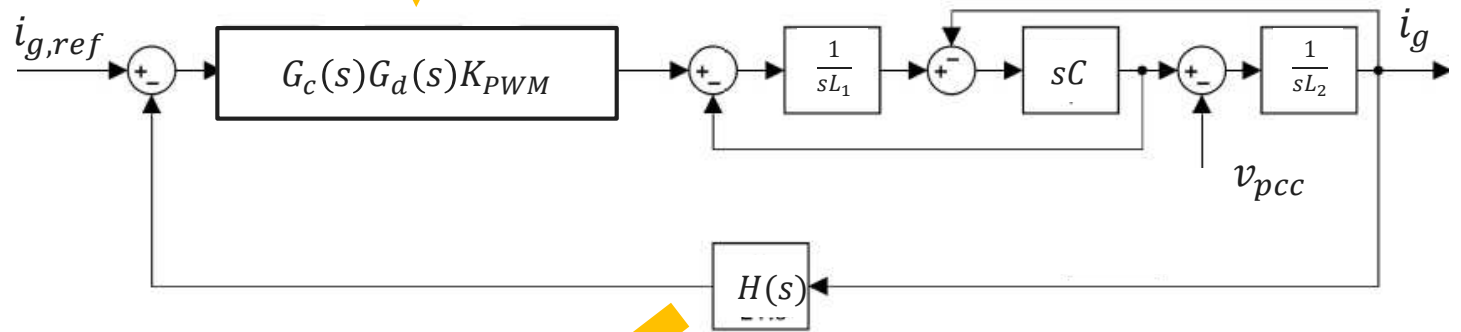 i_{g,ref}
i_g
+ −
G_c(s)G_d(s)K_{PWM}
+ −
1/(sL_1)
+ −
sC
+ −
1/(sL_2)
v_{pcc}
H(s)